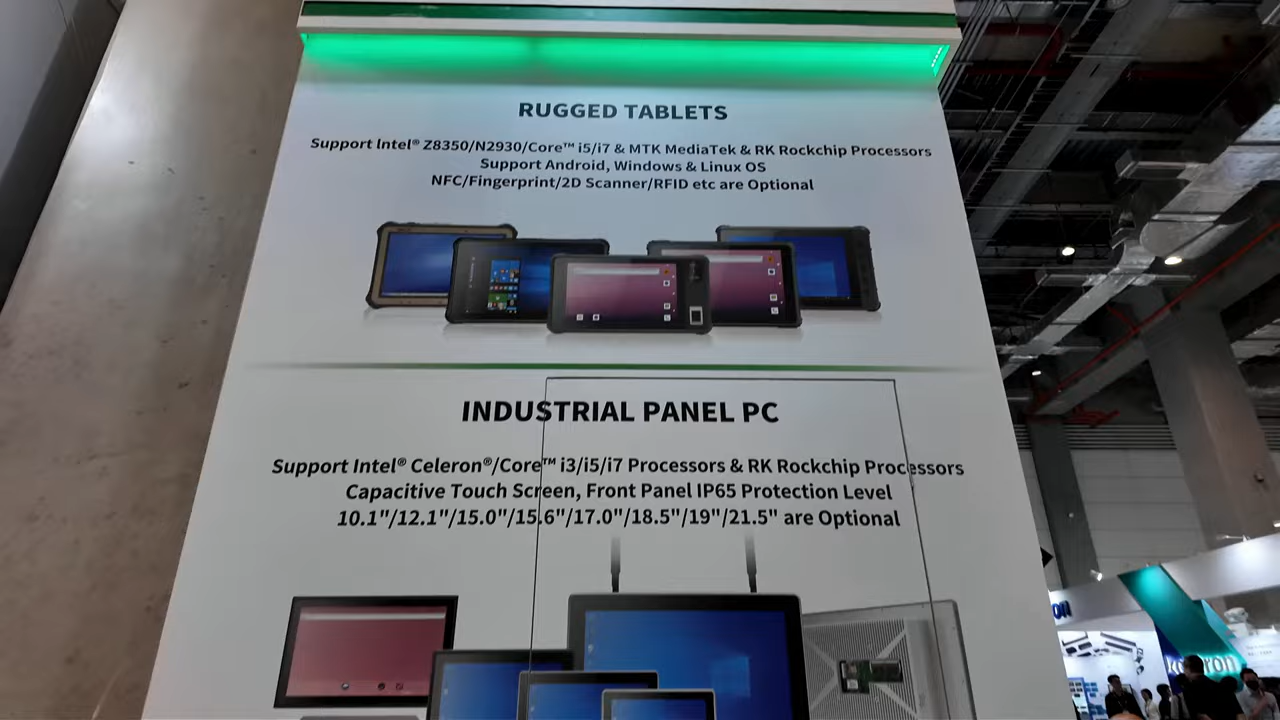 RUGGED TABLETS
Support Intel® Z8350/N2930/Core™ i5/i7 & MTK MediaTek & RK Rockchip Processors
Support Android, Windows & Linux OS
NFC/Fingerprint/2D Scanner/RFID etc are Optional
INDUSTRIAL PANEL PC
Support Intel® Celeron®/Core™ i3/i5/i7 Processors & RK Rockchip Processors
Capacitive Touch Screen, Front Panel IP65 Protection Level
10.1"/12.1"/15.0"/15.6"/17.0"/18.5"/19"/21.5" are Optional